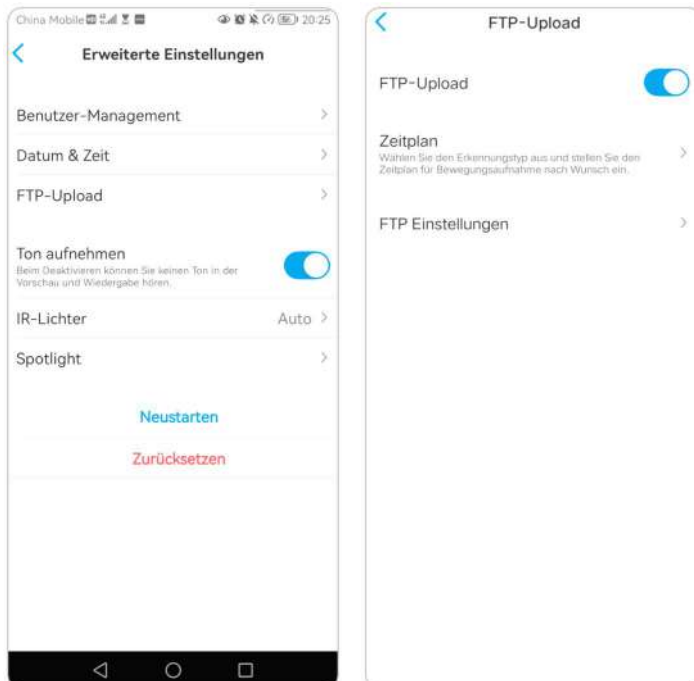 China Mobile 20:25
Erweiterte Einstellungen
Benutzer-Management
Datum & Zeit
FTP-Upload
Ton aufnehmen
Beim Deaktivieren können Sie keinen Ton in der
Vorschau und Wiedergabe hören.
IR-Lichter Auto
Spotlight
Neustarten
Zurücksetzen
FTP-Upload
FTP-Upload
Zeitplan
Wählen Sie den Erkennungstyp aus und stellen Sie den
Zeitplan für Bewegungsaufnahme nach Wunsch ein.
FTP Einstellungen